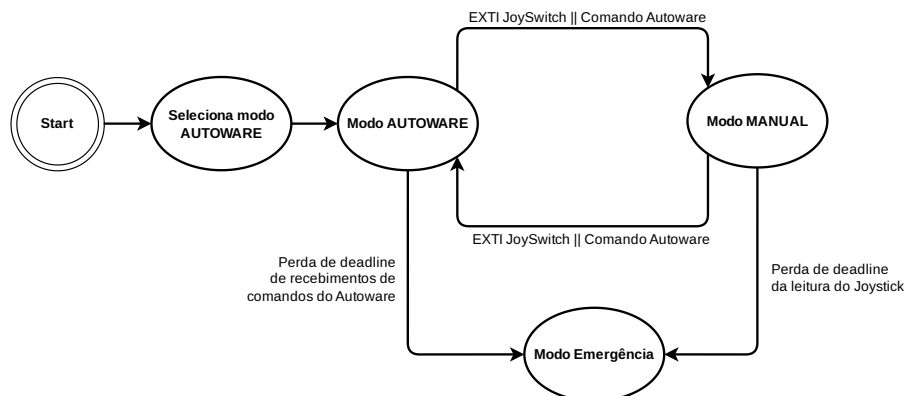 EXTI JoySwitch || Comando Autoware
Start
Seleciona modo
AUTOWARE
Modo AUTOWARE
Modo MANUAL
EXTI JoySwitch || Comando Autoware
Perda de deadline
de recebimentos de
comandos do Autoware
Perda de deadline
da leitura do Joystick
Modo Emergência